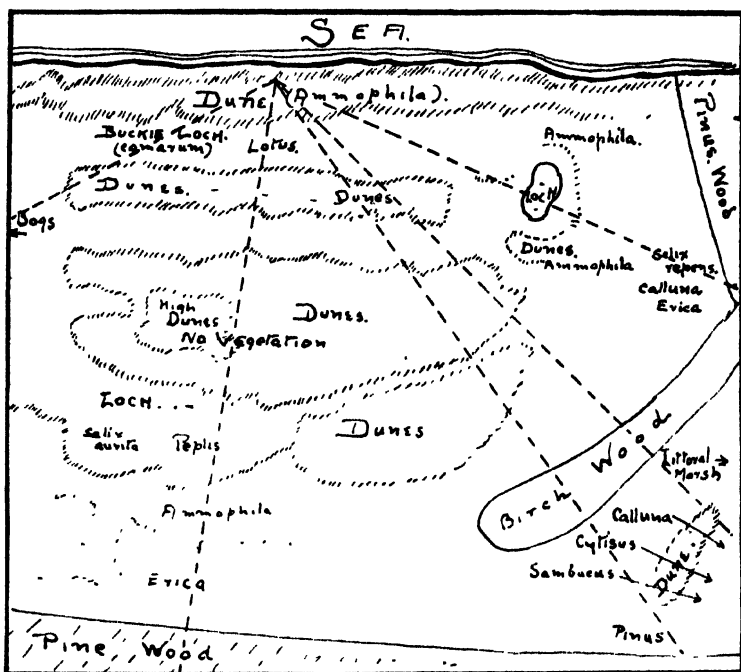 SEA.
Dune (Ammophila).
Pinus. Wood
BUCKIE LOCH.
(eqmarum)
Lotus.
Ammophila.
Dunes.
Dunes
Loch
Bogs
Dunes.
Ammophila
Salix
repens.
Calluna
Erica
High
Dunes
No Vegetation
Dunes.
LOCH...
Salix
aurita
Peplis
Dunes
Birch Wood
Littoral
Marsh
Ammophila
Calluna
Cytisus
Sambucus
Dune.
Erica
Pinus
Pine Wood